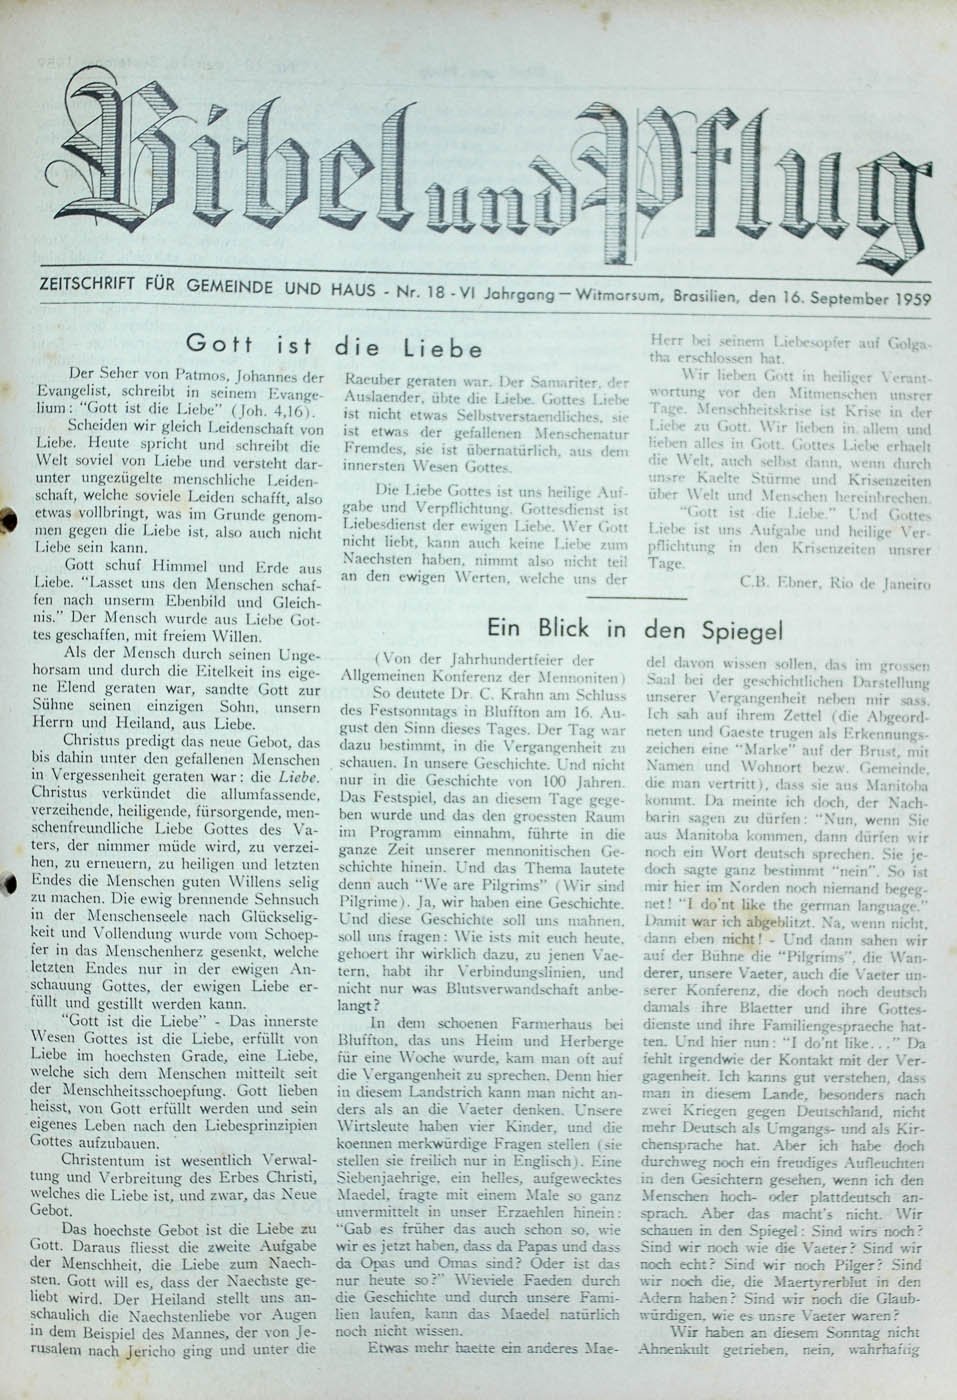 Bibel und Pflug
ZEITSCHRIFT FÜR GEMEINDE UND HAUS - Nr. 18 - VI Jahrgang — Witmarsum, Brasilien, den 16. September 1959
Gott ist die Liebe
Der Seher von Patmos, Johannes der
Evangelist, schreibt in seinem Evange-
lium: "Gott ist die Liebe" (Joh. 4,16).
Scheiden wir gleich Leidenschaft von
Liebe. Heute spricht und schreibt die
Welt soviel von Liebe und versteht dar-
unter ungezügelte menschliche Leiden-
schaft, welche soviele Leiden schafft, also
etwas vollbringt, was im Grunde genom-
men gegen die Liebe ist, also auch nicht
Liebe sein kann.
Gott schuf Himmel und Erde aus
Liebe. "Lasset uns den Menschen schaf-
fen nach unserm Ebenbild und Gleich-
nis." Der Mensch wurde aus Liebe Got-
tes geschaffen, mit freiem Willen.
Als der Mensch durch seinen Unge-
horsam und durch die Eitelkeit ins eige-
ne Elend geraten war, sandte Gott zur
Sühne seinen einzigen Sohn, unsern
Herrn und Heiland, aus Liebe.
Christus predigt das neue Gebot, das
bis dahin unter den gefallenen Menschen
in Vergessenheit geraten war: die Liebe.
Christus verkündet die allumfassende,
verzeihende, heiligende, fürsorgende, men-
schenfreundliche Liebe Gottes des Va-
ters, der nimmer müde wird, zu verzei-
hen, zu erneuern, zu heiligen und letzten
Endes die Menschen guten Willens selig
zu machen. Die ewig brennende Sehnsuch
in der Menschenseele nach Glückselig-
keit und Vollendung wurde vom Schoep-
fer in das Menschenherz gesenkt, welche
letzten Endes nur in der ewigen An-
schauung Gottes, der ewigen Liebe er-
füllt und gestillt werden kann.
"Gott ist die Liebe" - Das innerste
Wesen Gottes ist die Liebe, erfüllt von
Liebe im hoechsten Grade, eine Liebe,
welche sich dem Menschen mitteilt seit
der Menschheitsschoepfung. Gott lieben
heisst, von Gott erfüllt werden und sein
eigenes Leben nach den Liebesprinzipien
Gottes aufzubauen.
Christentum ist wesentlich Verwal-
tung und Verbreitung des Erbes Christi,
welches die Liebe ist, und zwar, das Neue
Gebot.
Das hoechste Gebot ist die Liebe zu
Gott. Daraus fliesst die zweite Aufgabe
der Menschheit, die Liebe zum Naech-
sten. Gott will es, dass der Naechste ge-
liebt wird. Der Heiland stellt uns an-
schaulich die Naechstenliebe vor Augen
in dem Beispiel des Mannes, der von Je-
rusalem nach Jericho ging und unter die
Raeuber geraten war. Der Samariter, der
Auslaender, übte die Liebe. Gottes Liebe
ist nicht etwas Selbstverstaendliches, sie
ist etwas der gefallenen Menschenatur
Fremdes, sie ist übernatürlich, aus dem
innersten Wesen Gottes.
Die Liebe Gottes ist uns heilige Auf-
gabe und Verpflichtung. Gottesdienst ist
Liebesdienst der ewigen Liebe. Wer Gott
nicht liebt, kann auch keine Liebe zum
Naechsten haben, nimmt also nicht teil
an den ewigen Werten, welche uns der
Herr bei seinem Liebesopfer auf Golga-
tha erschlossen hat.
Wir lieben Gott in heiliger Verant-
wortung vor den Mitmenschen unsrer
Tage. Menschheitskrise ist Krise in der
Liebe zu Gott. Wir lieben in allem und
lieben alles in Gott. Gottes Liebe erhaelt
die Welt, auch selbst dann, wenn durch
unsre Kaelte Stürme und Krisenzeiten
über Welt und Menschen hereinbrechen.
"Gott ist die Liebe." Und Gottes
Liebe ist uns Aufgabe und heilige Ver-
pflichtung in den Krisenzeiten unsrer
Tage.
C.B. Ebner, Rio de Janeiro
Ein Blick in den Spiegel
(Von der Jahrhundertfeier der
Allgemeinen Konferenz der Mennoniten)
So deutete Dr. C. Krahn am Schluss
des Festsonntags in Bluffton am 16. Au-
gust den Sinn dieses Tages. Der Tag war
dazu bestimmt, in die Vergangenheit zu
schauen. In unsere Geschichte. Und nicht
nur in die Geschichte von 100 Jahren.
Das Festspiel, das an diesem Tage gege-
ben wurde und das den groessten Raum
im Programm einnahm, führte in die
ganze Zeit unserer mennonitischen Ge-
schichte hinein. Und das Thema lautete
denn auch "We are Pilgrims" (Wir sind
Pilgrime). Ja, wir haben eine Geschichte.
Und diese Geschichte soll uns mahnen,
soll uns fragen: Wie ists mit euch heute,
gehoert ihr wirklich dazu, zu jenen Vae-
tern, habt ihr Verbindungslinien, und
nicht nur was Blutsverwandschaft anbe-
langt?
In dem schoenen Farmerhaus bei
Bluffton, das uns Heim und Herberge
für eine Woche wurde, kam man oft auf
die Vergangenheit zu sprechen. Denn hier
in diesem Landstrich kann man nicht an-
ders als an die Vaeter denken. Unsere
Wirtsleute haben vier Kinder, und die
koennen merkwürdige Fragen stellen (sie
stellen sie freilich nur in Englisch). Eine
Siebenjaehrige, ein helles, aufgewecktes
Maedel, fragte mit einem Male so ganz
unvermittelt in unser Erzaehlen hinein:
"Gab es früher das auch schon so, wie
wir es jetzt haben, dass da Papas und dass
da Opas und Omas sind? Oder ist das
nur heute so?" Wieviele Faeden durch
die Geschichte und durch unsere Fami-
lien laufen, kann das Maedel natürlich
noch nicht wissen.
Etwas mehr haette ein anderes Mae-
del davon wissen sollen, das im grossen
Saal bei der geschichtlichen Darstellung
unserer Vergangenheit neben mir sass.
Ich sah auf ihrem Zettel (die Abgeord-
neten und Gaeste trugen als Erkennungs-
zeichen eine "Marke" auf der Brust, mit
Namen und Wohnort bezw. Gemeinde,
die man vertritt), dass sie aus Manitoba
kommt. Da meinte ich doch, der Nach-
barin sagen zu dürfen: "Nun, wenn Sie
aus Manitoba kommen, dann dürfen wir
noch ein Wort deutsch sprechen. Sie je-
doch sagte ganz bestimmt "nein". So ist
mir hier im Norden noch niemand begeg-
net! "I do'nt like the german language."
Damit war ich abgeblitzt. Na, wenn nicht,
dann eben nicht! - Und dann sahen wir
auf der Bühne die "Pilgrims", die Wan-
derer, unsere Vaeter, auch die Vaeter un-
serer Konferenz, die doch noch deutsch
damals ihre Blaetter und ihre Gottes-
dienste und ihre Familiengespraeche hat-
ten. Und hier nun: "I do'nt like..." Da
fehlt irgendwie der Kontakt mit der Ver-
gagenheit. Ich kanns gut verstehen, dass
man in diesem Lande, besonders nach
zwei Kriegen gegen Deutschland, nicht
mehr Deutsch als Umgangs- und als Kir-
chensprache hat. Aber ich habe doch
durchweg noch ein freudiges Aufleuchten
in den Gesichtern gesehen, wenn ich den
Menschen hoch- oder plattdeutsch an-
sprach. Aber das macht's nicht. Wir
schauen in den Spiegel: Sind wirs noch?
Sind wir noch wie die Vaeter? Sind wir
noch echt? Sind wir noch Pilger? Sind
wir noch die, die Maertyrerblut in den
Adern haben? Sind wir noch die Glaub-
würdigen, wie es unsre Vaeter waren?
Wir haben an diesem Sonntag nicht
Ahnenkult getrieben, nein, wahrhaftig